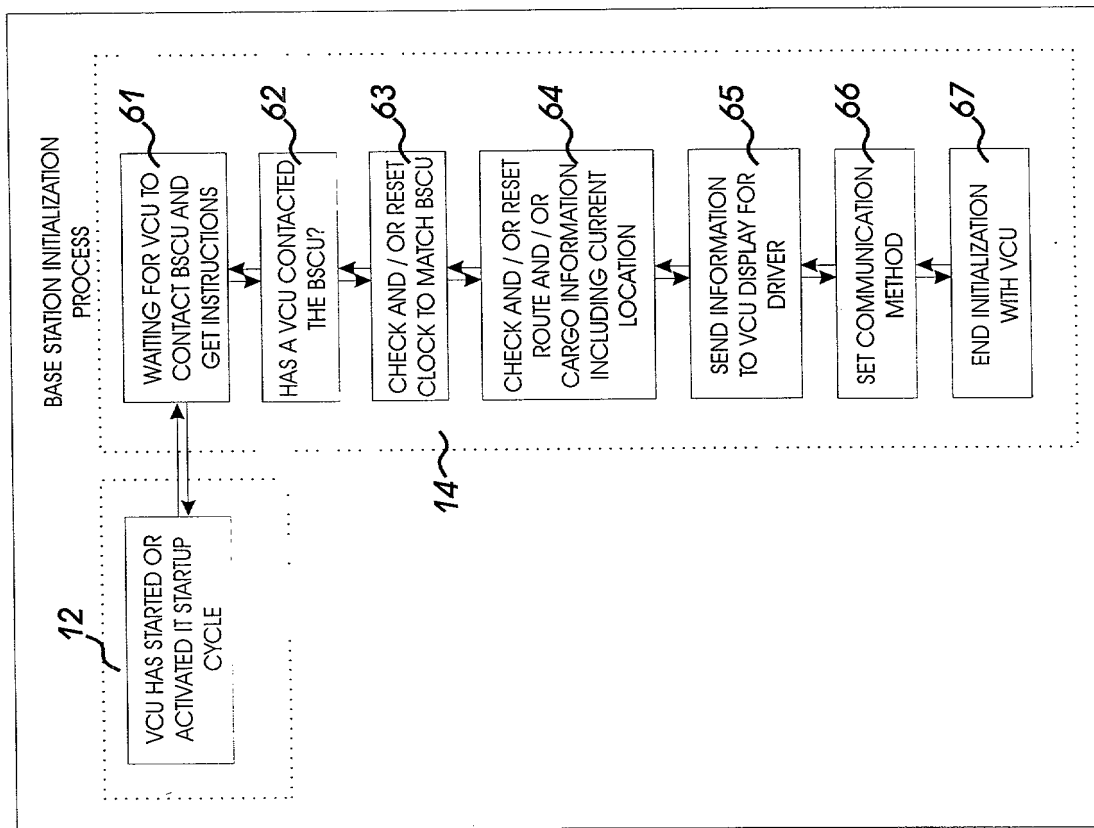 BASE STATION INITIALIZATION
PROCESS
12
VCU HAS STARTED OR
ACTIVATED IT STARTUP
CYCLE
14
61
WAITING FOR VCU TO
CONTACT BSCU AND
GET INSTRUCTIONS
62
HAS A VCU CONTACTED
THE BSCU?
63
CHECK AND / OR RESET
CLOCK TO MATCH BSCU
64
CHECK AND / OR RESET
ROUTE AND / OR
CARGO INFORMATION
INCLUDING CURRENT
LOCATION
65
SEND INFORMATION
TO VCU DISPLAY FOR
DRIVER
66
SET COMMUNICATION
METHOD
67
END INITIALIZATION
WITH VCU